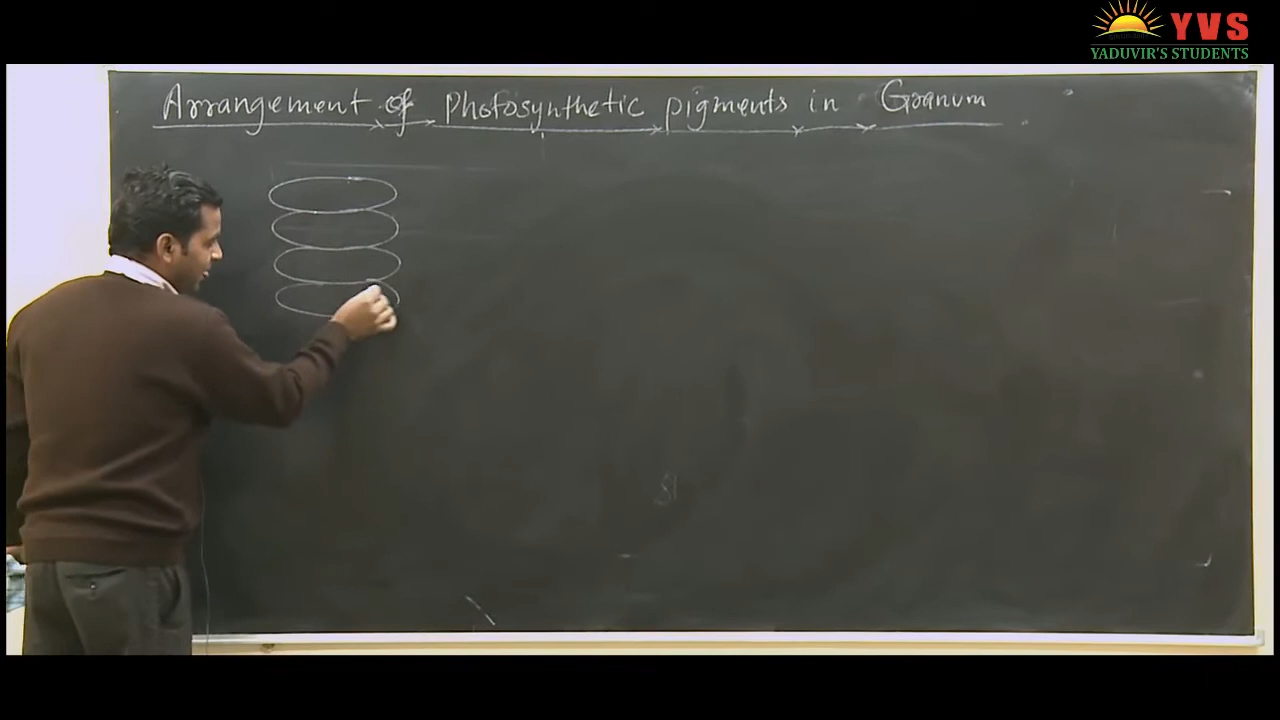 YVS
YADUVIR'S STUDENTS
Arrangement of Photosynthetic pigments in Granum